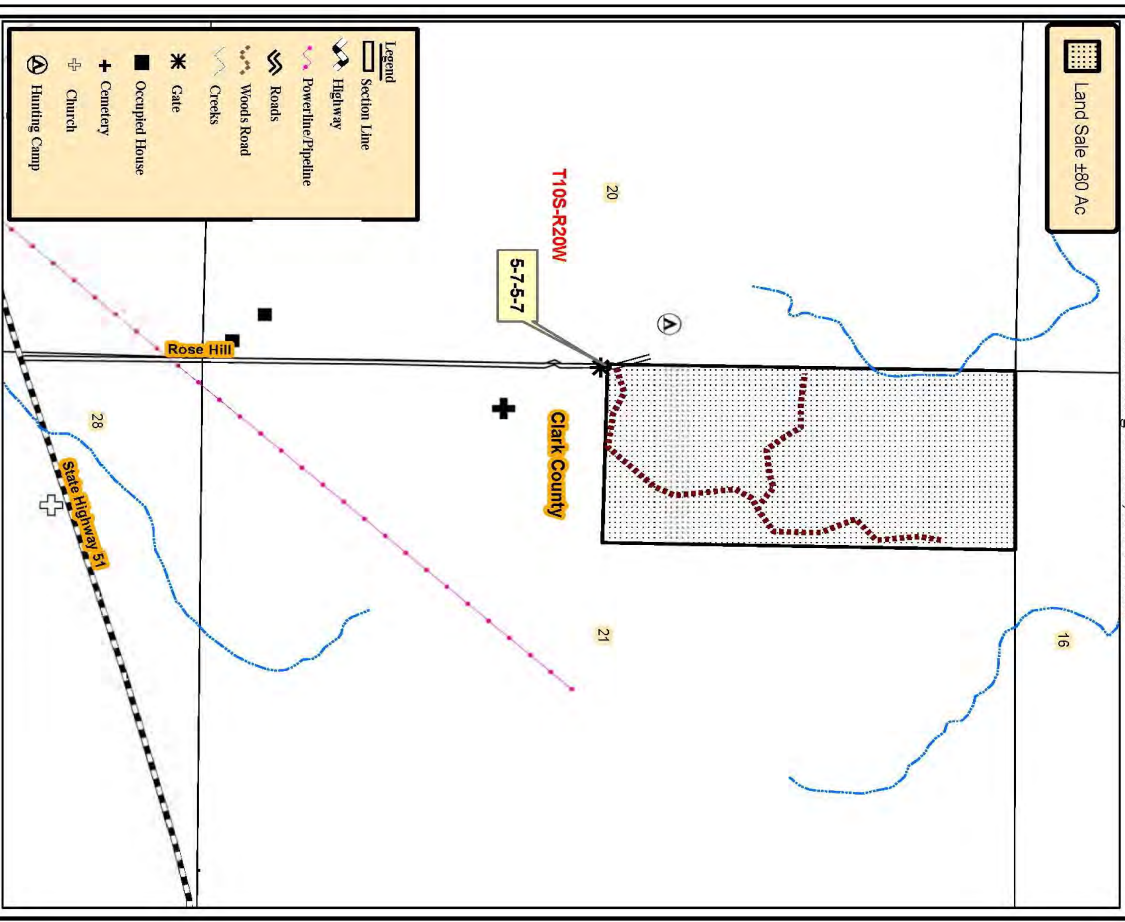 Land Sale ±80 Ac
Legend
Section Line
Highway
Powerline/Pipeline
Roads
Woods Road
Creeks
Gate
Occupied House
Cemetery
Church
Hunting Camp
20
T10S-R20W
5-7-5-7
Clark County
Rose Hill
28
State Highway 51
21
16